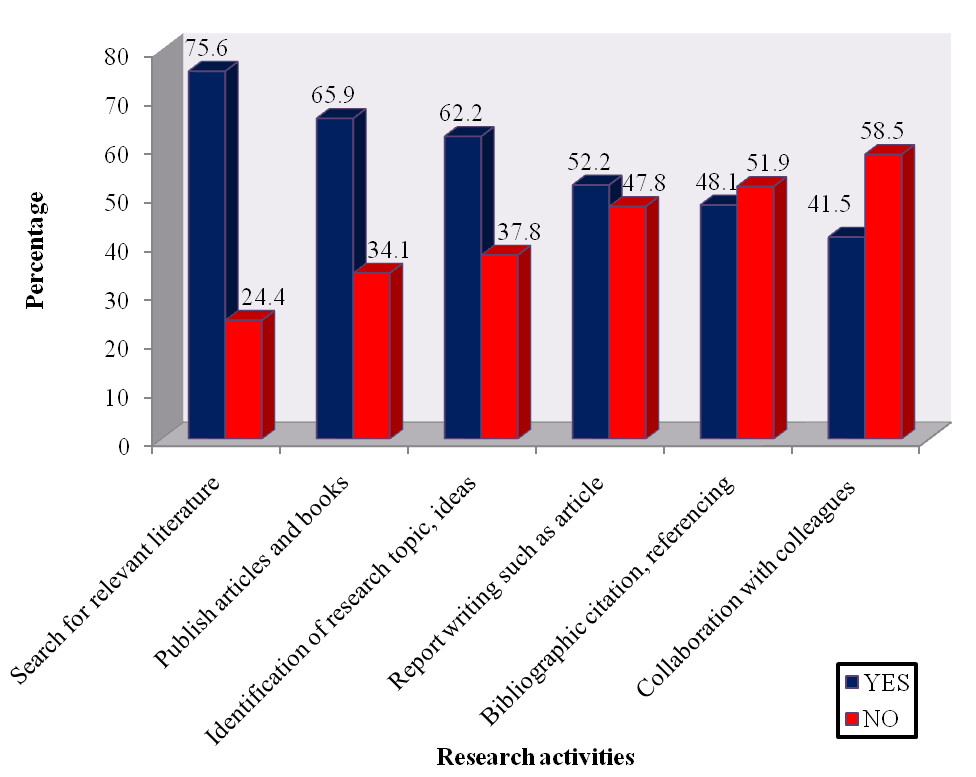 75.6
65.9
62.2
52.2
47.8
48.1
51.9
41.5
58.5
24.4
34.1
37.8
80
70
60
50
40
30
20
10
0
Percentage
Search for relevant literature
Publish articles and books
Identification of research topic, ideas
Report writing such as article
Bibliographic citation, referencing
Collaboration with colleagues
YES
NO
Research activities